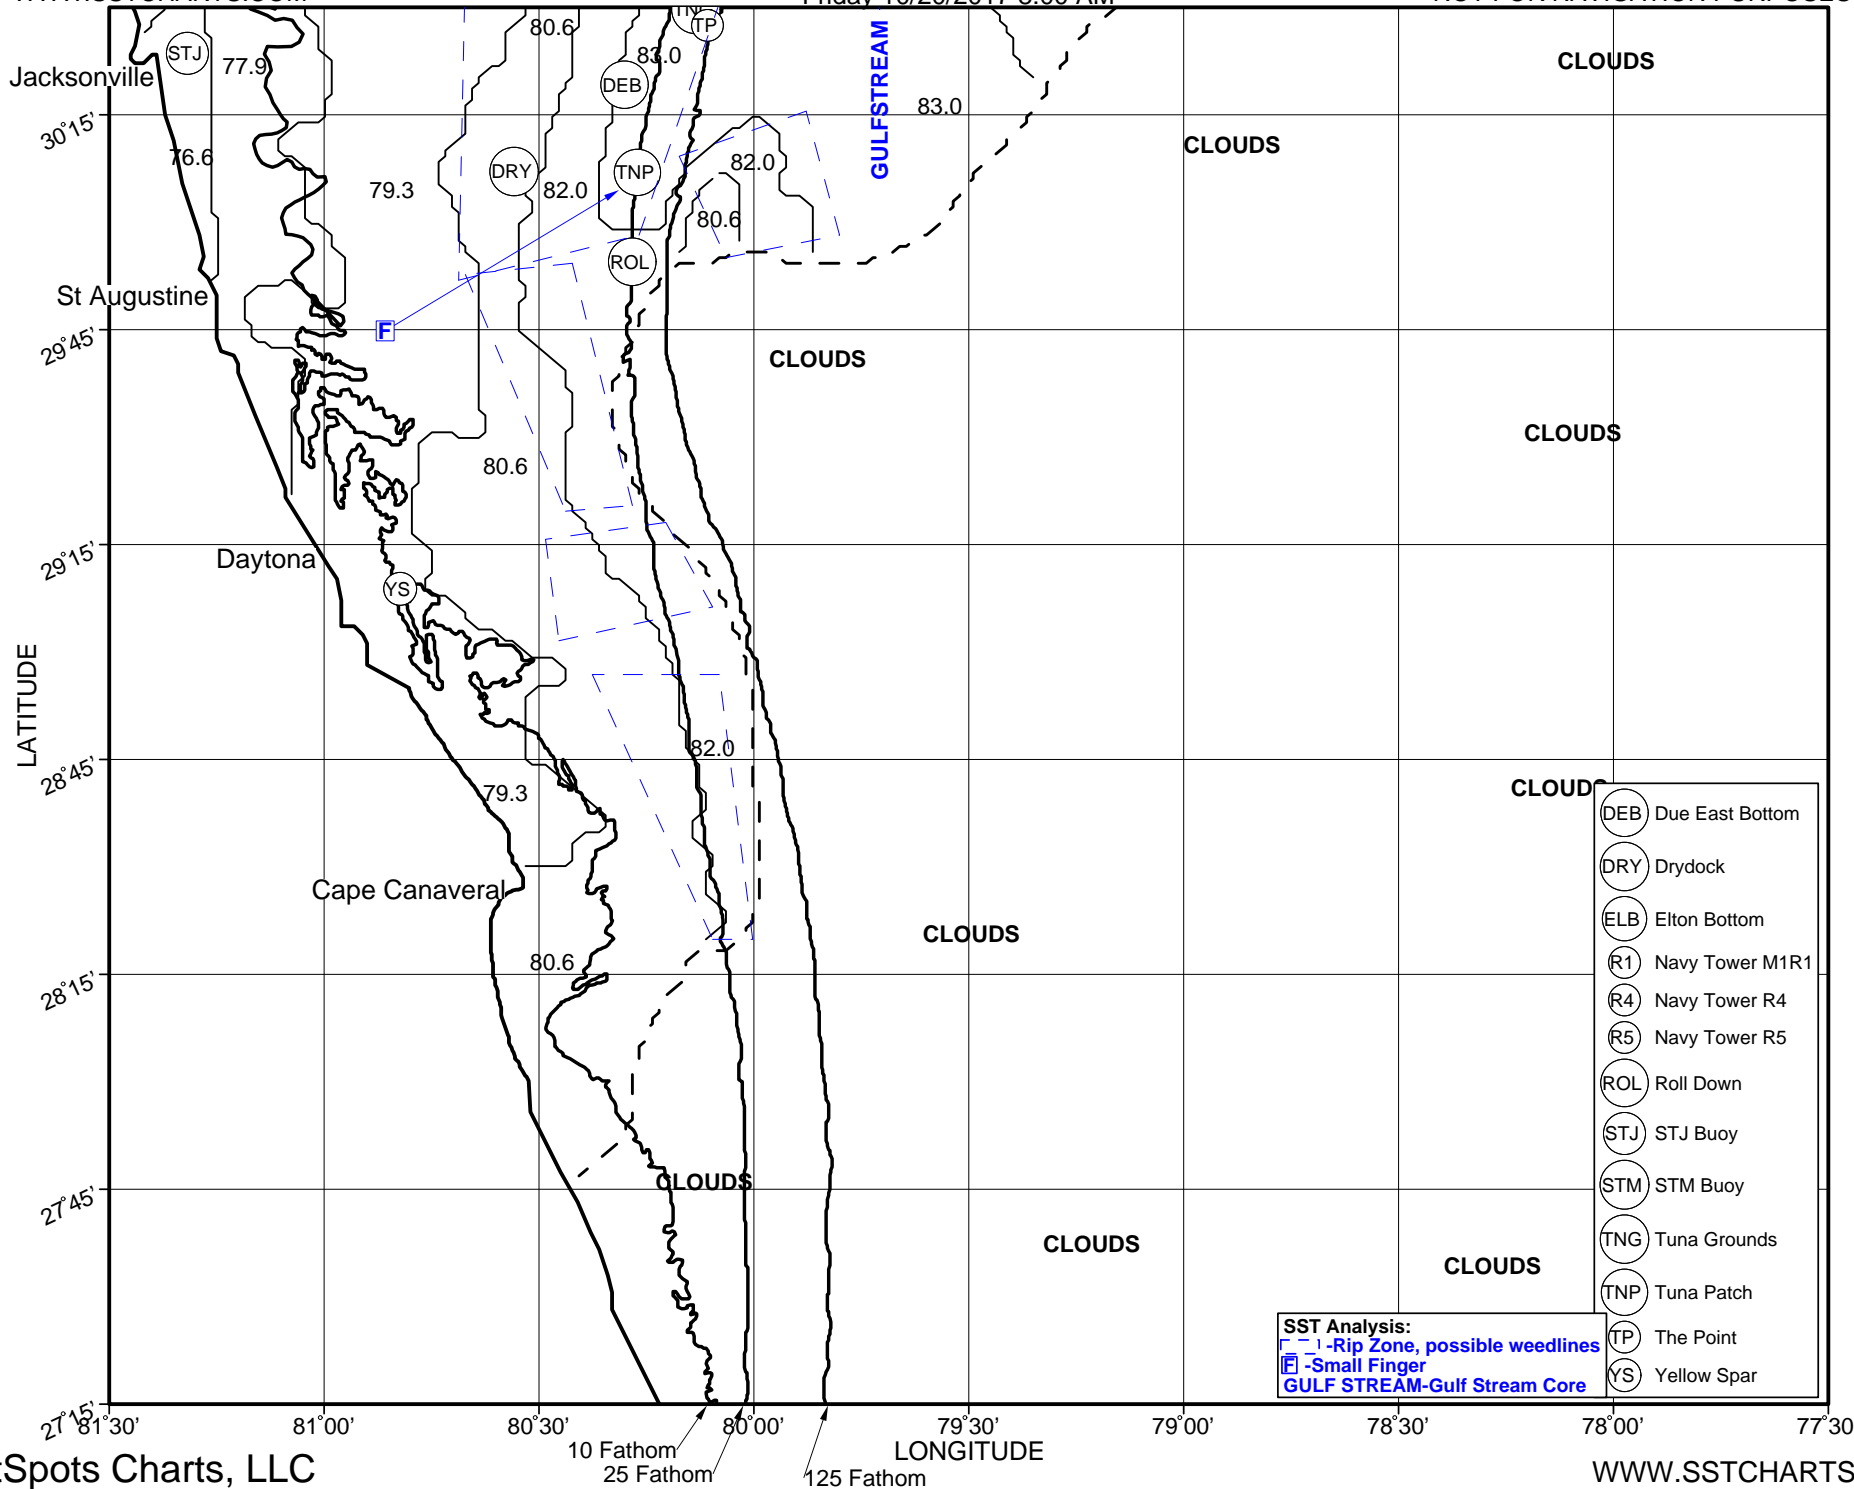 Jacksonville
STJ
77.9
80.6
83.0
DEB
TP
GULFSTREAM
83.0
CLOUDS
30°15'
76.6
79.3
DRY
82.0
TNP
82.0
CLOUDS
80.6
ROL
St Augustine
F
29°45'
CLOUDS
CLOUDS
80.6
29°15'
Daytona
YS
LATITUDE
82.0
28°45'
79.3
Cape Canaveral
CLOUDS
80.6
28°15'
CLOUDS
27°45'
CLOUDS
CLOUDS
DEB Due East Bottom
DRY Drydock
ELB Elton Bottom
R1 Navy Tower M1R1
R4 Navy Tower R4
R5 Navy Tower R5
ROL Roll Down
STJ STJ Buoy
STM STM Buoy
TNG Tuna Grounds
TNP Tuna Patch
TP The Point
YS Yellow Spar
SST Analysis:
-Rip Zone, possible weedlines
F -Small Finger
GULF STREAM-Gulf Stream Core
27°15'
81°30' 81°00' 80°30' 80°00' 79°30' 79°00' 78°30' 78°00' 77°30
10 Fathom
25 Fathom
125 Fathom
LONGITUDE
Spots Charts, LLC
WWW.SSTCHARTS